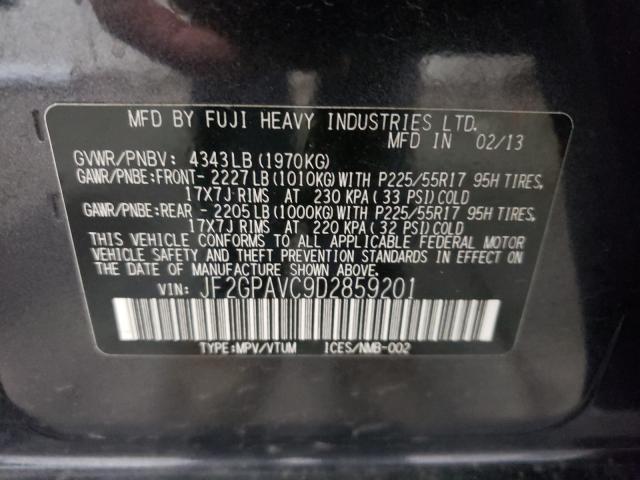 MFD BY FUJI HEAVY INDUSTRIES LTD.
MFD IN 02/13
GVWR/PNBV: 4343LB (1970KG)
GAWR/PNBE:FRONT- 2227LB (1010KG) WITH P225/55R17 95H TIRES,
17X7J RIMS AT 230 KPA (33 PSI) COLD
GAWR/PNBE:REAR - 2205LB (1000KG) WITH P225/55R17 95H TIRES,
17X7J RIMS AT 220 KPA (32 PSI) COLD
THIS VEHICLE CONFORMS TO ALL APPLICABLE FEDERAL MOTOR
VEHICLE SAFETY AND THEFT PREVENTION STANDARDS IN EFFECT
ON THE DATE OF MANUFACTURE SHOWN ABOVE.
VIN: JF2GPAVC9D2859201
TYPE:MPV/VTUM ICES/NMB-002